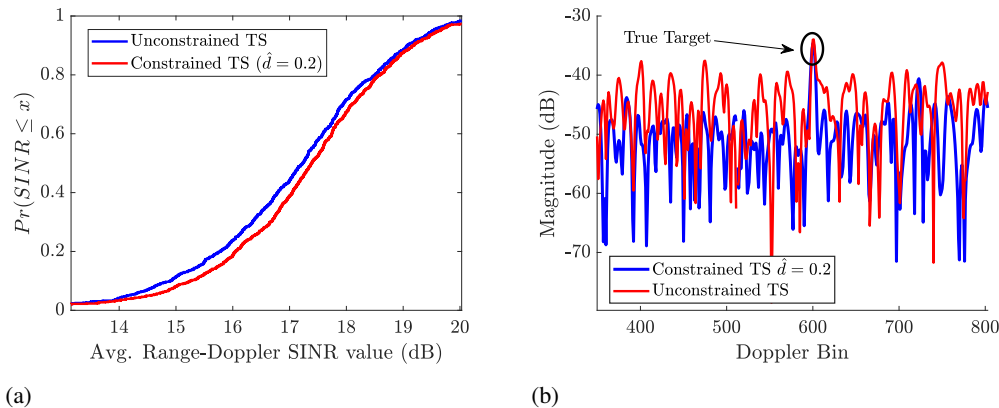 1
0.8
0.6
0.4
0.2
0
Pr(SINR ≤ x)
Unconstrained TS
Constrained TS (d̂ = 0.2)
14 15 16 17 18 19 20
Avg. Range-Doppler SINR value (dB)
(a)
-30
-40
-50
-60
-70
Magnitude (dB)
True Target
Constrained TS d̂ = 0.2
Unconstrained TS
400 500 600 700 800
Doppler Bin
(b)